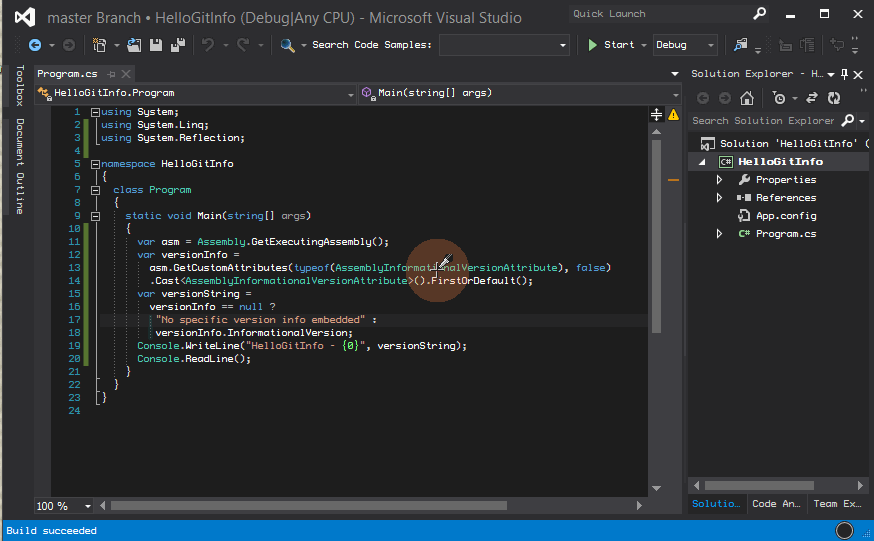 master Branch • HelloGitInfo (Debug|Any CPU) - Microsoft Visual Studio
Quick Launch
Search Code Samples:
Start
Debug
Toolbox
Document Outline
Program.cs
HelloGitInfo.Program
Main(string[] args)
1 using System;
2 using System.Linq;
3 using System.Reflection;
4
5 namespace HelloGitInfo
6 {
7 class Program
8 {
9 static void Main(string[] args)
10 {
11 var asm = Assembly.GetExecutingAssembly();
12 var versionInfo =
13 asm.GetCustomAttributes(typeof(AssemblyInformationalVersionAttribute), false)
14 .Cast<AssemblyInformationalVersionAttribute>().FirstOrDefault();
15 var versionString =
16 versionInfo == null ?
17 "No specific version info embedded" :
18 versionInfo.InformationalVersion;
19 Console.WriteLine("HelloGitInfo - {0}", versionString);
20 Console.ReadLine();
21 }
22 }
23 }
24
100 %
Solution Explorer - H...
Search Solution Explorer
Solution 'HelloGitInfo' (
C# HelloGitInfo
Properties
References
App.config
C# Program.cs
Solutio...
Code An...
Team Ex...
Build succeeded